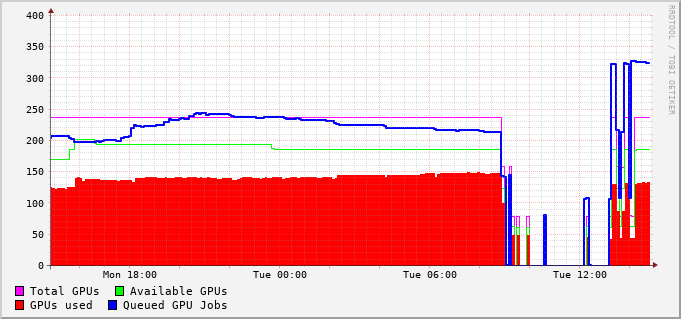 RRDTOOL / TOBI OETIKER
400
350
300
250
200
150
100
50
0
Mon 18:00 Tue 00:00 Tue 06:00 Tue 12:00
Total GPUs Available GPUs
GPUs used Queued GPU Jobs